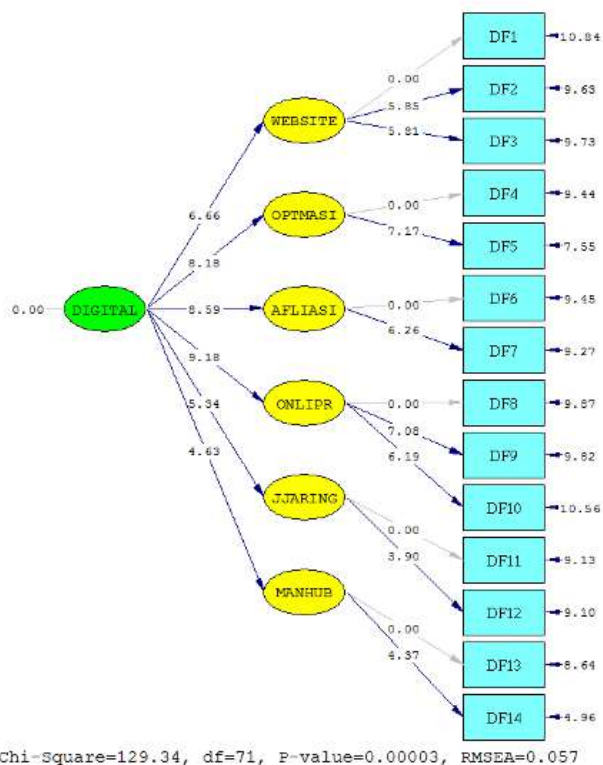 DF1
10.84
0.00
DF2
9.63
5.85
WEBSITE
5.81
DF3
9.73
DF4
9.44
0.00
6.66
OPTMASI
7.17
DF5
7.55
8.18
DF6
9.45
0.00
0.00
DIGITAL
8.59
AFLIASI
6.26
DF7
9.27
9.18
DF8
9.87
0.00
ONLIPR
5.34
7.08
DF9
9.82
4.63
6.19
DF10
10.56
JJARING
0.00
DF11
9.13
3.90
MANHUB
DF12
9.10
0.00
DF13
8.64
4.37
DF14
4.96
Chi-Square=129.34, df=71, P-value=0.00003, RMSEA=0.057